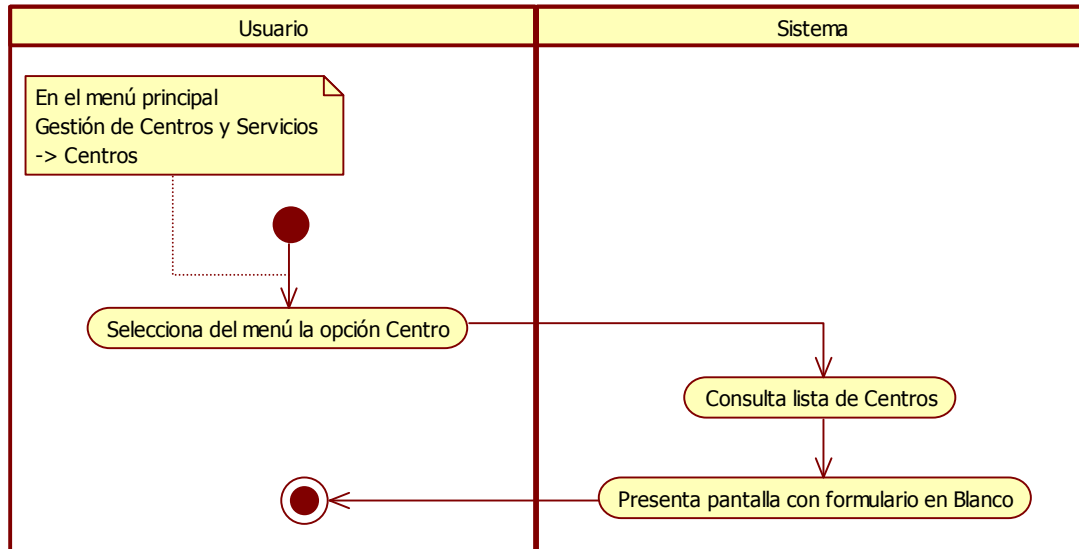 Usuario
Sistema
En el menú principal
Gestión de Centros y Servicios
-> Centros
Selecciona del menú la opción Centro
Consulta lista de Centros
Presenta pantalla con formulario en Blanco